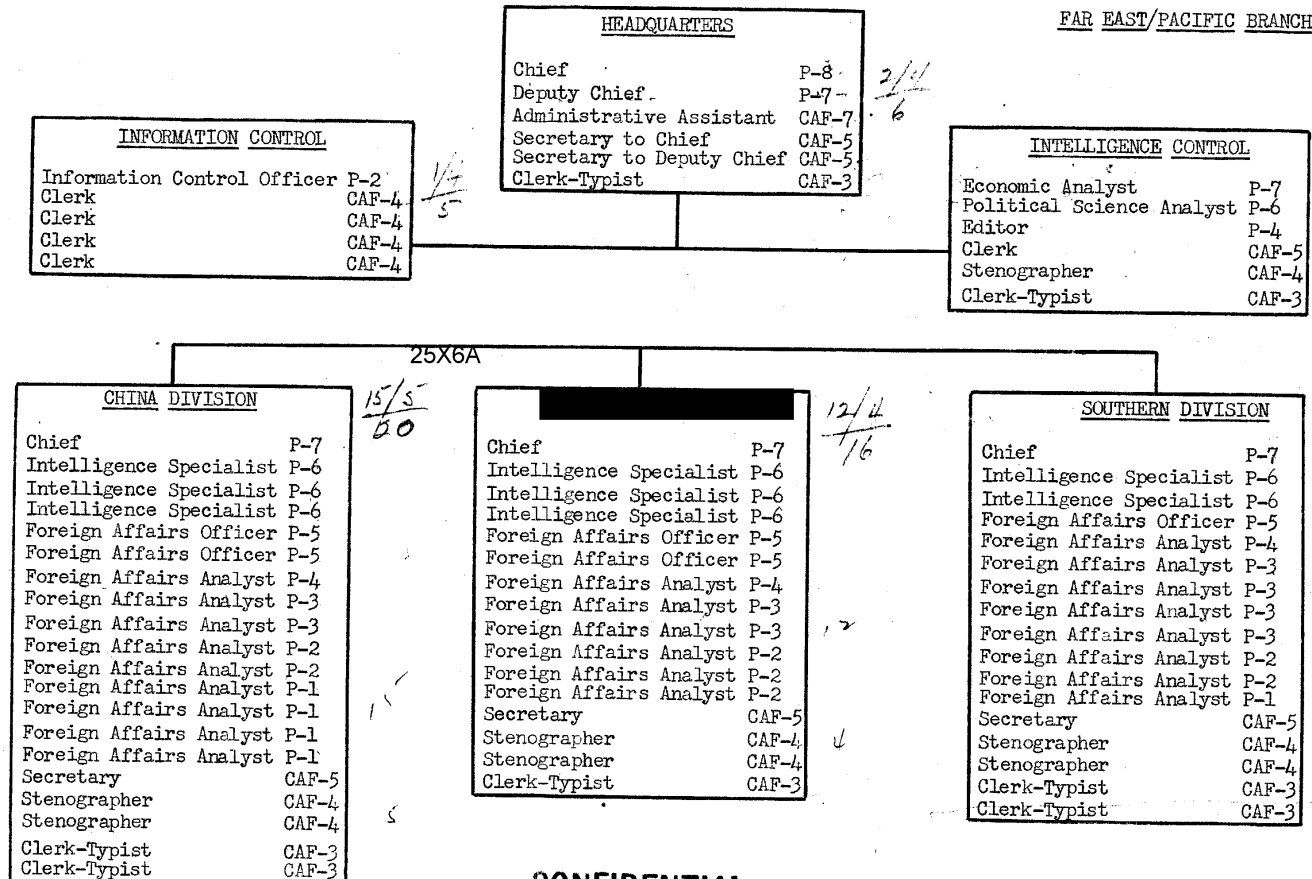 FAR EAST/PACIFIC BRANCH
HEADQUARTERS
Chief P-8
Deputy Chief P-7
Administrative Assistant CAF-7
Secretary to Chief CAF-5
Secretary to Deputy Chief CAF-5
Clerk-Typist CAF-3
2/4
6
INFORMATION CONTROL
Information Control Officer P-2
Clerk CAF-4
Clerk CAF-4
Clerk CAF-4
Clerk CAF-4
1/4
5
INTELLIGENCE CONTROL
Economic Analyst P-7
Political Science Analyst P-6
Editor P-4
Clerk CAF-5
Stenographer CAF-4
Clerk-Typist CAF-3
25X6A
CHINA DIVISION
Chief P-7
Intelligence Specialist P-6
Intelligence Specialist P-6
Intelligence Specialist P-6
Foreign Affairs Officer P-5
Foreign Affairs Officer P-5
Foreign Affairs Analyst P-4
Foreign Affairs Analyst P-3
Foreign Affairs Analyst P-3
Foreign Affairs Analyst P-2
Foreign Affairs Analyst P-2
Foreign Affairs Analyst P-1
Foreign Affairs Analyst P-1
Foreign Affairs Analyst P-1
Foreign Affairs Analyst P-1
Secretary CAF-5
Stenographer CAF-4
Stenographer CAF-4
Clerk-Typist CAF-3
Clerk-Typist CAF-3
15/5
20
15
5
Chief P-7
Intelligence Specialist P-6
Intelligence Specialist P-6
Intelligence Specialist P-6
Foreign Affairs Officer P-5
Foreign Affairs Officer P-5
Foreign Affairs Analyst P-4
Foreign Affairs Analyst P-3
Foreign Affairs Analyst P-3
Foreign Affairs Analyst P-2
Foreign Affairs Analyst P-2
Foreign Affairs Analyst P-2
Secretary CAF-5
Stenographer CAF-4
Stenographer CAF-4
Clerk-Typist CAF-3
12/4
16
12
4
SOUTHERN DIVISION
Chief P-7
Intelligence Specialist P-6
Intelligence Specialist P-6
Foreign Affairs Officer P-5
Foreign Affairs Analyst P-4
Foreign Affairs Analyst P-3
Foreign Affairs Analyst P-3
Foreign Affairs Analyst P-3
Foreign Affairs Analyst P-3
Foreign Affairs Analyst P-2
Foreign Affairs Analyst P-2
Foreign Affairs Analyst P-1
Secretary CAF-5
Stenographer CAF-4
Stenographer CAF-4
Clerk-Typist CAF-3
Clerk-Typist CAF-3
CONFIDENTIAL